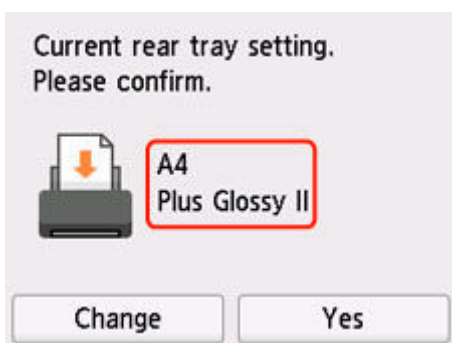 Current rear tray setting.
Please confirm.
A4
Plus Glossy II
Change
Yes